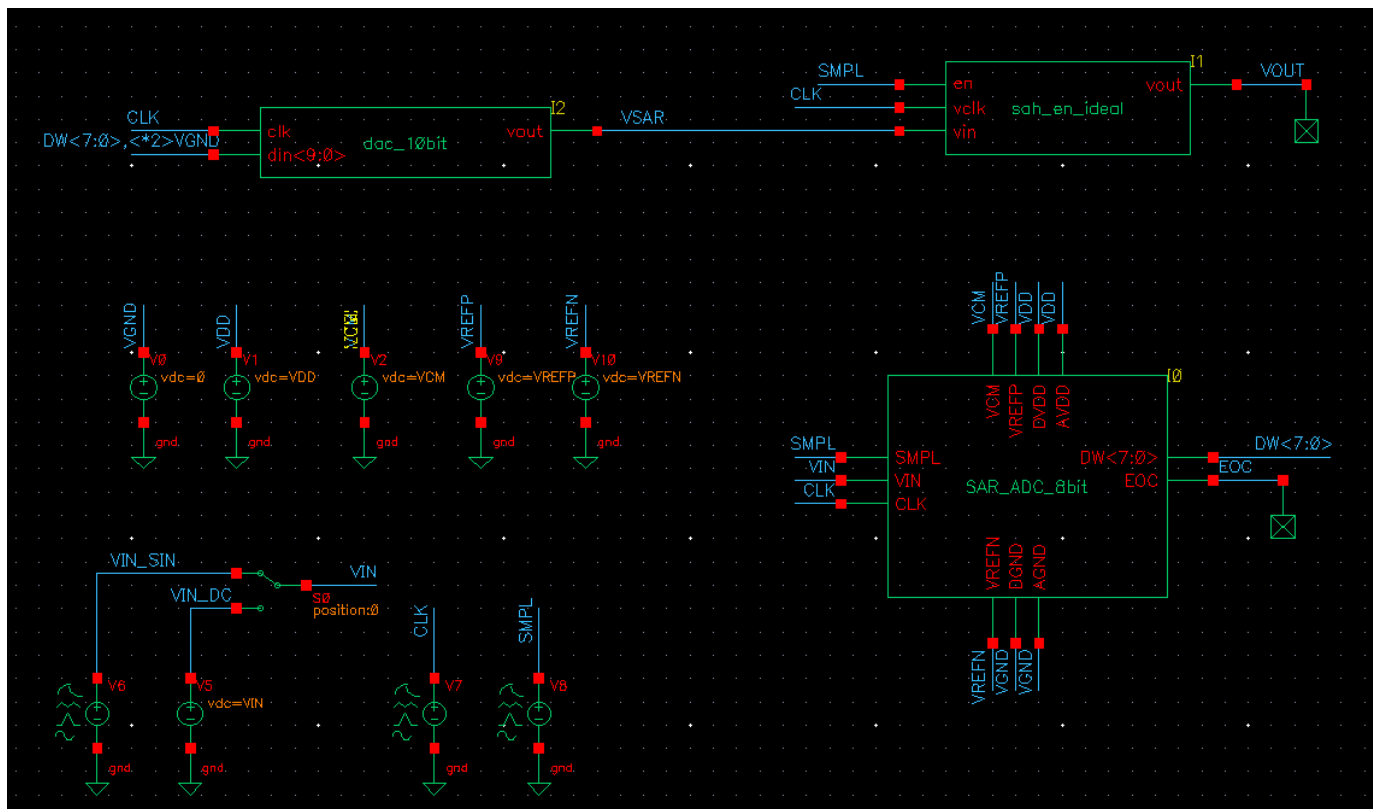 I1
SMPL
VOUT
en
vout
CLK
I2
vclk
sah_en_ideal
CLK
VSAR
clk
vout
vin
DW<7:0>,<*2>VGND
dac_10bit
din<9:0>
VCM
VREFP
VDD
VDD
VGND
VDD
VREFP
VREFN
V0
V1
V2
V9
V10
vdc=0
vdc=VDD
vdc=VCM
vdc=VREFP
vdc=VREFN
gnd
gnd
gnd
gnd
gnd
I0
VCM
VREFP
DVDD
AVDD
SMPL
SMPL
DW<7:0>
DW<7:0>
VIN
VIN
EOC
EOC
SAR_ADC_8bit
CLK
CLK
VREFN
DGND
AGND
VREFN
VGND
VGND
VIN_SIN
VIN
VIN_DC
S0
position:0
CLK
SMPL
V6
V5
V7
V8
vdc=VIN
gnd
gnd
gnd
gnd